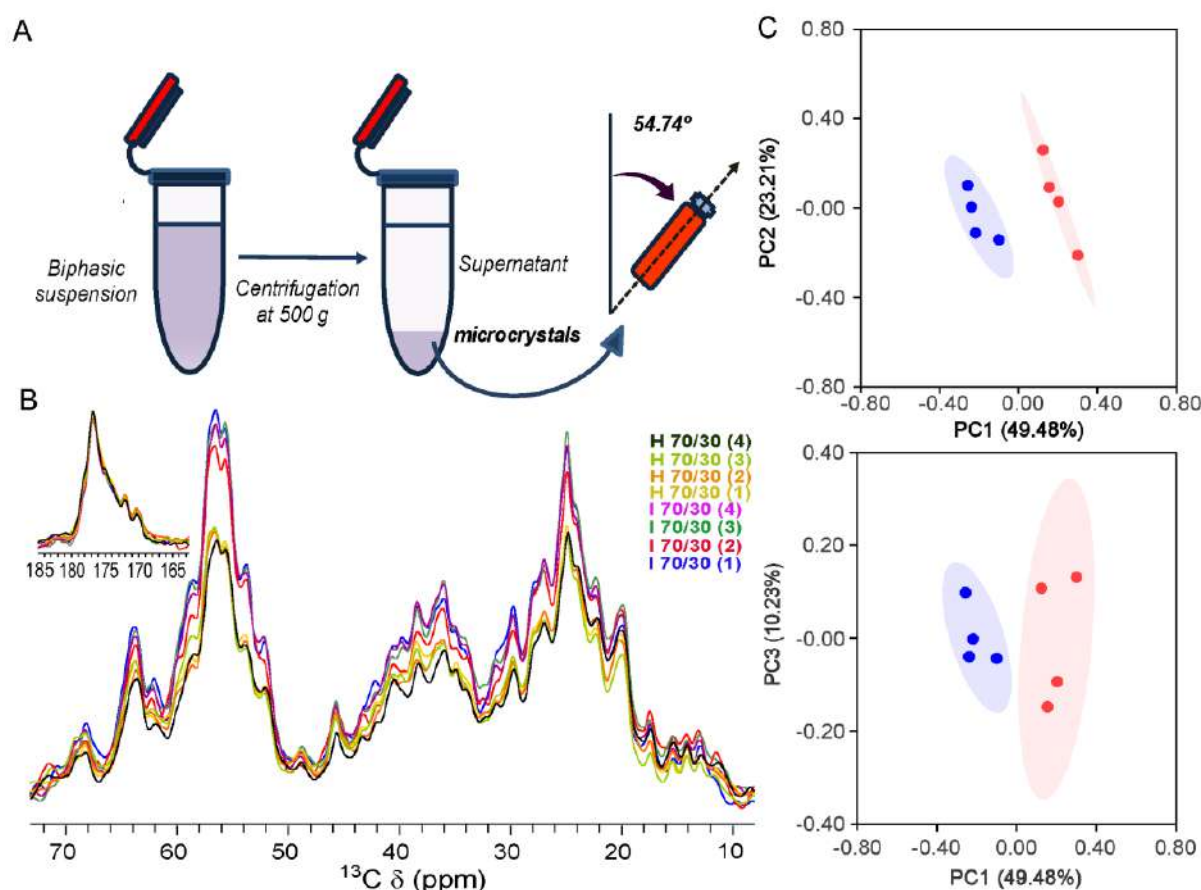 A
Biphasic
suspension
Centrifugation
at 500 g
Supernatant
microcrystals
54.74º
B
185 180 175 170 165
H 70/30 (4)
H 70/30 (3)
H 70/30 (2)
H 70/30 (1)
I 70/30 (4)
I 70/30 (3)
I 70/30 (2)
I 70/30 (1)
70 60 50 40 30 20 10
¹³C δ (ppm)
C
PC2 (23.21%)
0.80
0.40
-0.00
-0.40
-0.80
-0.80 -0.40 0.00 0.40 0.80
PC1 (49.48%)
PC3 (10.23%)
0.40
0.20
-0.00
-0.20
-0.40
-0.80 -0.40 0.00 0.40 0.80
PC1 (49.48%)